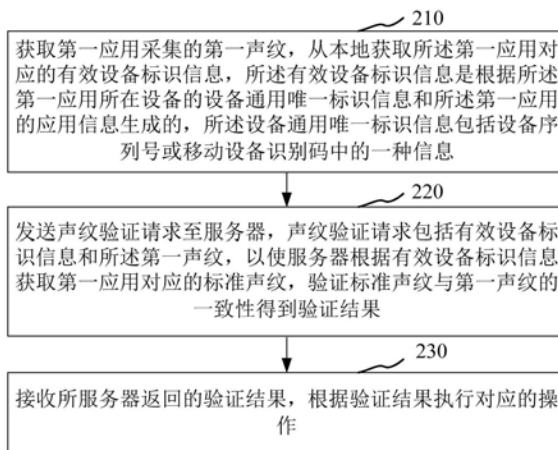 210
获取第一应用采集的第一声纹，从本地获取所述第一应用对
应的有效设备标识信息，所述有效设备标识信息是根据所述
第一应用所在设备的设备通用唯一标识信息和所述第一应用
的应用信息生成的，所述设备通用唯一标识信息包括设备序
列号或移动设备识别码中的一种信息
220
发送声纹验证请求至服务器，声纹验证请求包括有效设备标
识信息和所述第一声纹，以使服务器根据有效设备标识信息
获取第一应用对应的标准声纹，验证标准声纹与第一声纹的
一致性得到验证结果
230
接收所服务器返回的验证结果，根据验证结果执行对应的操
作